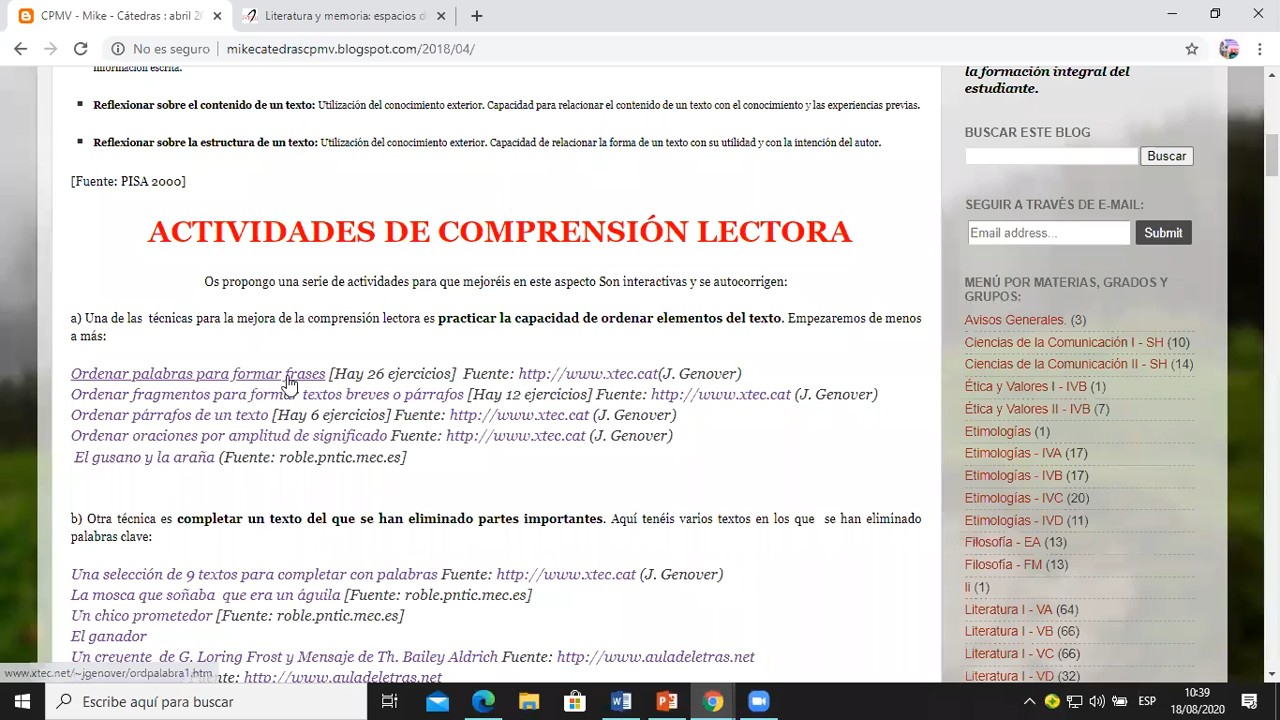 CPMV - Mike - Cátedras : abril 20
Literatura y memoria: espacios d
No es seguro
mikecatedrascpmv.blogspot.com/2018/04/
información escrita.
Reflexionar sobre el contenido de un texto: Utilización del conocimiento exterior. Capacidad para relacionar el contenido de un texto con el conocimiento y las experiencias previas.
Reflexionar sobre la estructura de un texto: Utilización del conocimiento exterior. Capacidad de relacionar la forma de un texto con su utilidad y con la intención del autor.
[Fuente: PISA 2000]
ACTIVIDADES DE COMPRENSIÓN LECTORA
Os propongo una serie de actividades para que mejoréis en este aspecto Son interactivas y se autocorrigen:
a) Una de las técnicas para la mejora de la comprensión lectora es practicar la capacidad de ordenar elementos del texto. Empezaremos de menos
a más:
Ordenar palabras para formar frases [Hay 26 ejercicios] Fuente: http://www.xtec.cat(J. Genover)
Ordenar fragmentos para formar textos breves o párrafos [Hay 12 ejercicios] Fuente: http://www.xtec.cat (J. Genover)
Ordenar párrafos de un texto [Hay 6 ejercicios] Fuente: http://www.xtec.cat (J. Genover)
Ordenar oraciones por amplitud de significado Fuente: http://www.xtec.cat (J. Genover)
El gusano y la araña (Fuente: roble.pntic.mec.es]
b) Otra técnica es completar un texto del que se han eliminado partes importantes. Aquí tenéis varios textos en los que se han eliminado
palabras clave:
Una selección de 9 textos para completar con palabras Fuente: http://www.xtec.cat (J. Genover)
La mosca que soñaba que era un águila [Fuente: roble.pntic.mec.es]
Un chico prometedor [Fuente: roble.pntic.mec.es]
El ganador
Un creyente de G. Loring Frost y Mensaje de Th. Bailey Aldrich Fuente: http://www.auladeletras.net
http://www.auladeletras.net
www.xtec.net/~jgenover/ordpalabra1.htm
la formación integral del
estudiante.
BUSCAR ESTE BLOG
Buscar
SEGUIR A TRAVÉS DE E-MAIL:
Email address...
Submit
MENÚ POR MATERIAS, GRADOS Y
GRUPOS:
Avisos Generales. (3)
Ciencias de la Comunicación I - SH (10)
Ciencias de la Comunicación II - SH (14)
Ética y Valores I - IVB (1)
Ética y Valores II - IVB (7)
Etimologías (1)
Etimologías - IVA (17)
Etimologías - IVB (17)
Etimologías - IVC (20)
Etimologías - IVD (11)
Filosofía - EA (13)
Filosofía - FM (13)
li (1)
Literatura I - VA (64)
Literatura I - VB (66)
Literatura I - VC (66)
Literatura I - VD (32)
Escribe aquí para buscar
ESP
10:39
18/08/2020